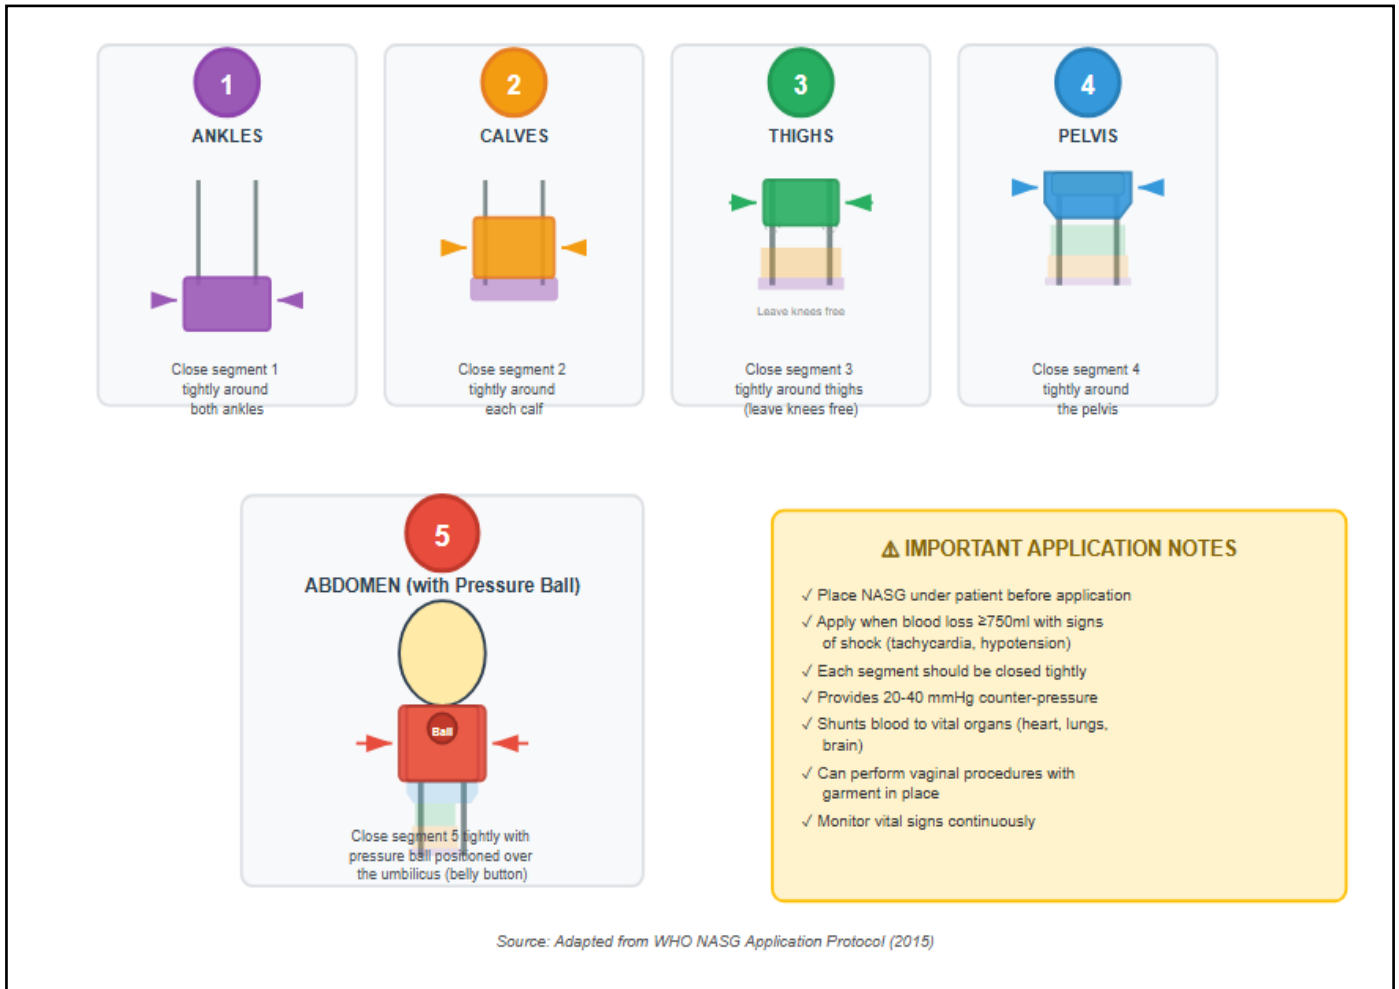 1
ANKLES
Close segment 1
tightly around
both ankles
2
CALVES
Close segment 2
tightly around
each calf
3
THIGHS
Leave knees free
Close segment 3
tightly around thighs
(leave knees free)
4
PELVIS
Close segment 4
tightly around
the pelvis
5
ABDOMEN (with Pressure Ball)
Ball
Close segment 5 tightly with
pressure ball positioned over
the umbilicus (belly button)
⚠ IMPORTANT APPLICATION NOTES
✓ Place NASG under patient before application
✓ Apply when blood loss ≥750ml with signs
of shock (tachycardia, hypotension)
✓ Each segment should be closed tightly
✓ Provides 20-40 mmHg counter-pressure
✓ Shunts blood to vital organs (heart, lungs,
brain)
✓ Can perform vaginal procedures with
garment in place
✓ Monitor vital signs continuously
Source: Adapted from WHO NASG Application Protocol (2015)